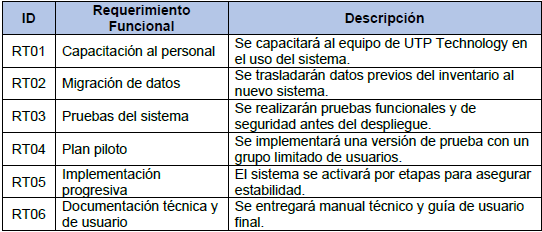 ID
Requerimiento
Funcional
Descripción
RT01
Capacitación al personal
Se capacitará al equipo de UTP Technology en
el uso del sistema.
RT02
Migración de datos
Se trasladarán datos previos del inventario al
nuevo sistema.
RT03
Pruebas del sistema
Se realizarán pruebas funcionales y de
seguridad antes del despliegue.
RT04
Plan piloto
Se implementará una versión de prueba con un
grupo limitado de usuarios.
RT05
Implementación
progresiva
El sistema se activará por etapas para asegurar
estabilidad.
RT06
Documentación técnica y
de usuario
Se entregará manual técnico y guía de usuario
final.